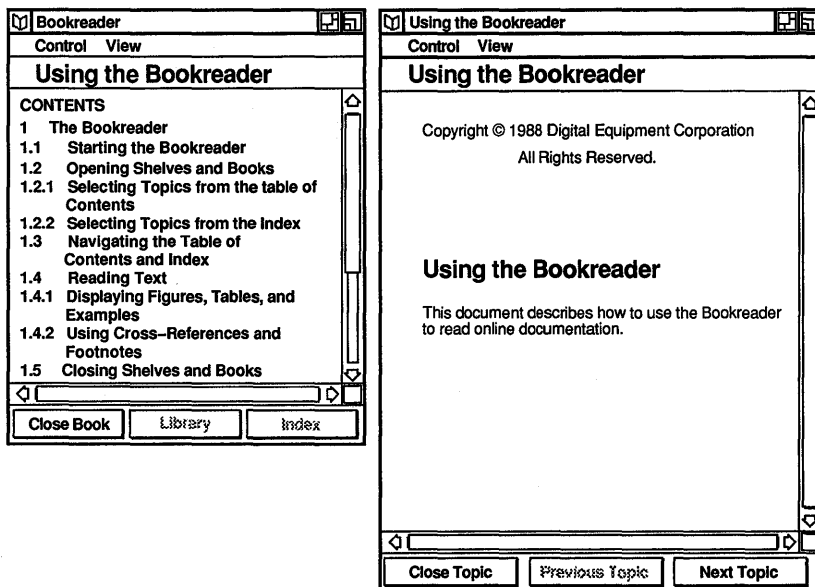 Bookreader
Control View
Using the Bookreader
CONTENTS
1 The Bookreader
1.1 Starting the Bookreader
1.2 Opening Shelves and Books
1.2.1 Selecting Topics from the table of
Contents
1.2.2 Selecting Topics from the Index
1.3 Navigating the Table of
Contents and Index
1.4 Reading Text
1.4.1 Displaying Figures, Tables, and
Examples
1.4.2 Using Cross–References and
Footnotes
1.5 Closing Shelves and Books
Close Book Library Index
Using the Bookreader
Control View
Using the Bookreader
Copyright © 1988 Digital Equipment Corporation
All Rights Reserved.
Using the Bookreader
This document describes how to use the Bookreader
to read online documentation.
Close Topic Previous Topic Next Topic